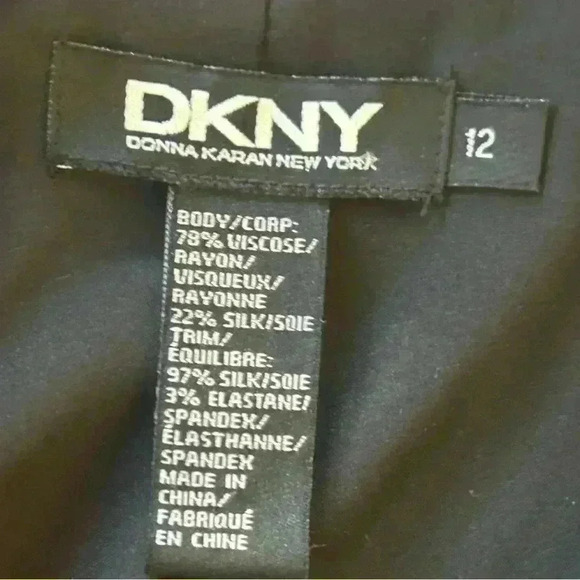 DKNY
DONNA KARAN NEW YORK
12
BODY/CORP:
78% VISCOSE/
RAYON/
VISQUEUX/
RAYONNE
22% SILK/SOIE
TRIM/
ÉQUILIBRE:
97% SILK/SOIE
3% ELASTANE/
SPANDEX/
ÉLASTHANNE/
SPANDEX
MADE IN
CHINA/
FABRIQUÉ
EN CHINE